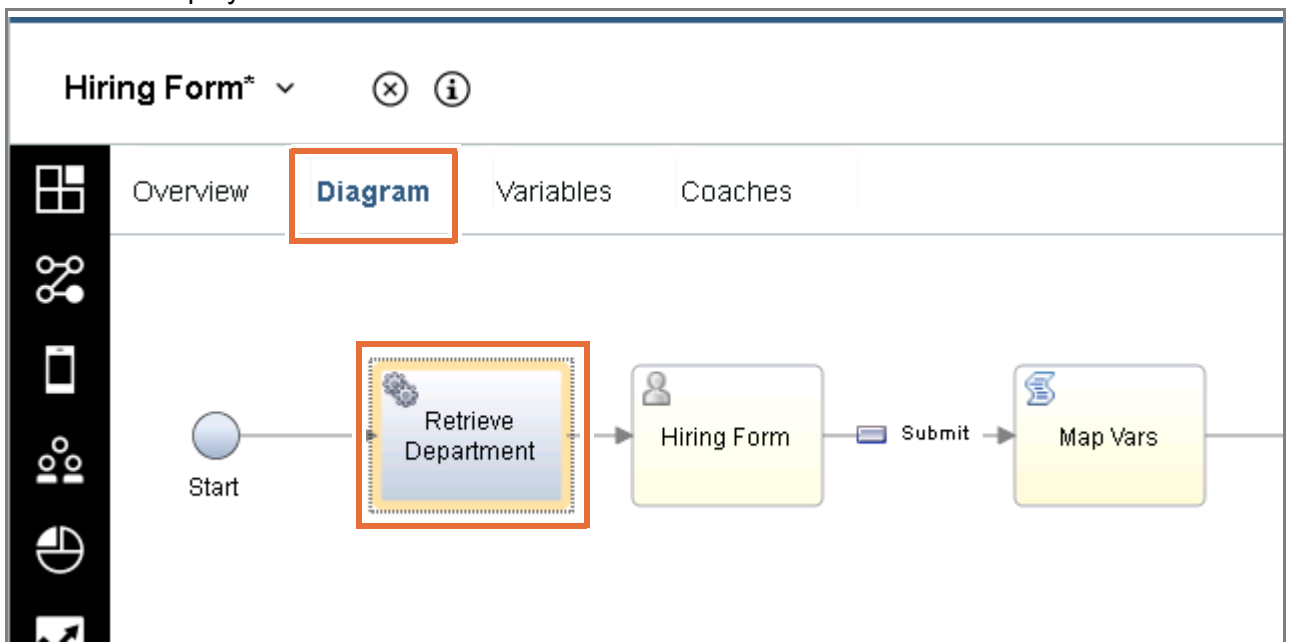 Hiring Form*
Overview Diagram Variables Coaches
Retrieve
Department
Hiring Form
Submit
Map Vars
Start